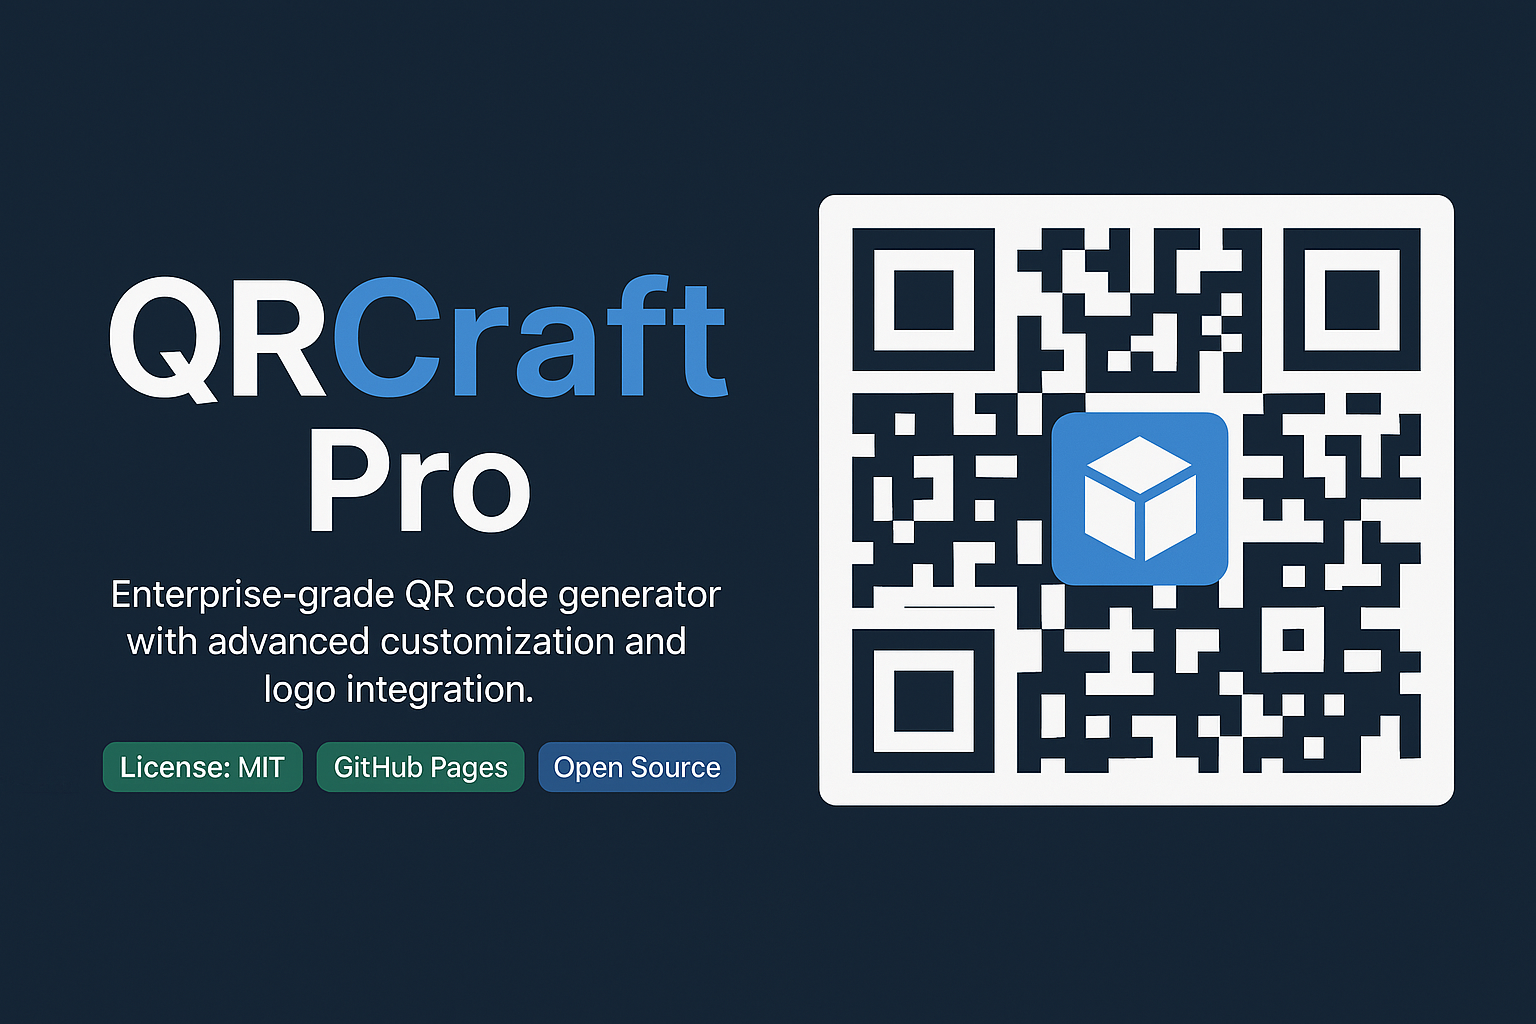 QRCraft
Pro
Enterprise-grade QR code generator
with advanced customization and
logo integration.
License: MIT
GitHub Pages
Open Source